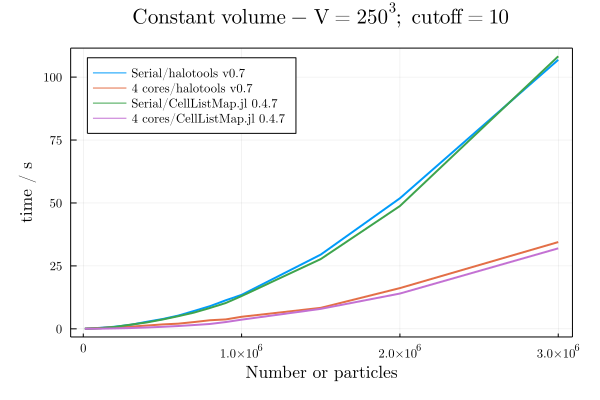 Constant volume − V = 250³; cutoff = 10
Serial/halotools v0.7
4 cores/halotools v0.7
Serial/CellListMap.jl 0.4.7
4 cores/CellListMap.jl 0.4.7
100
75
50
25
0
time / s
0
1.0×10⁶
2.0×10⁶
3.0×10⁶
Number or particles